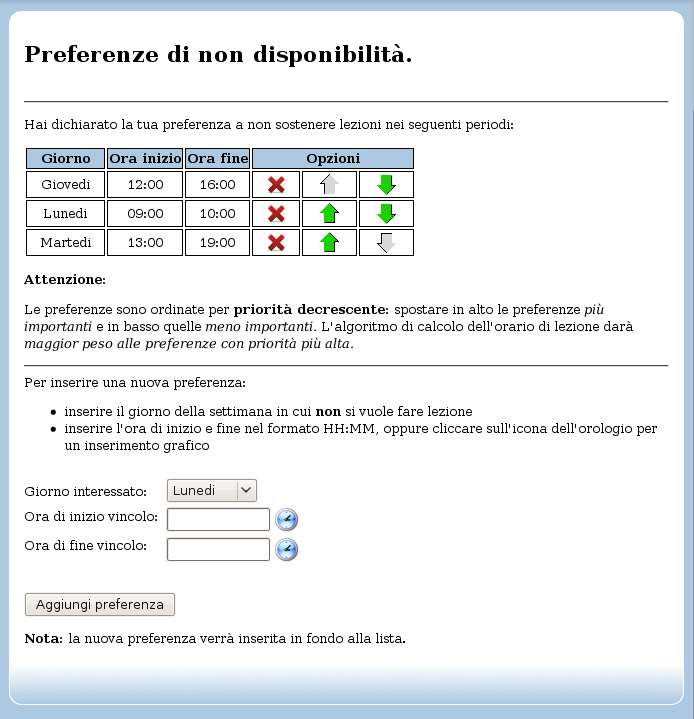 Preferenze di non disponibilità.
Hai dichiarato la tua preferenza a non sostenere lezioni nei seguenti periodi:
Giorno Ora inizio Ora fine Opzioni
Giovedi 12:00 16:00
Lunedi 09:00 10:00
Martedi 13:00 19:00
Attenzione:
Le preferenze sono ordinate per priorità decrescente: spostare in alto le preferenze più
importanti e in basso quelle meno importanti. L'algoritmo di calcolo dell'orario di lezione darà
maggior peso alle preferenze con priorità più alta.
Per inserire una nuova preferenza:
• inserire il giorno della settimana in cui non si vuole fare lezione
• inserire l'ora di inizio e fine nel formato HH:MM, oppure cliccare sull'icona dell'orologio per
un inserimento grafico
Giorno interessato: Lunedi
Ora di inizio vincolo:
Ora di fine vincolo:
Aggiungi preferenza
Nota: la nuova preferenza verrà inserita in fondo alla lista.